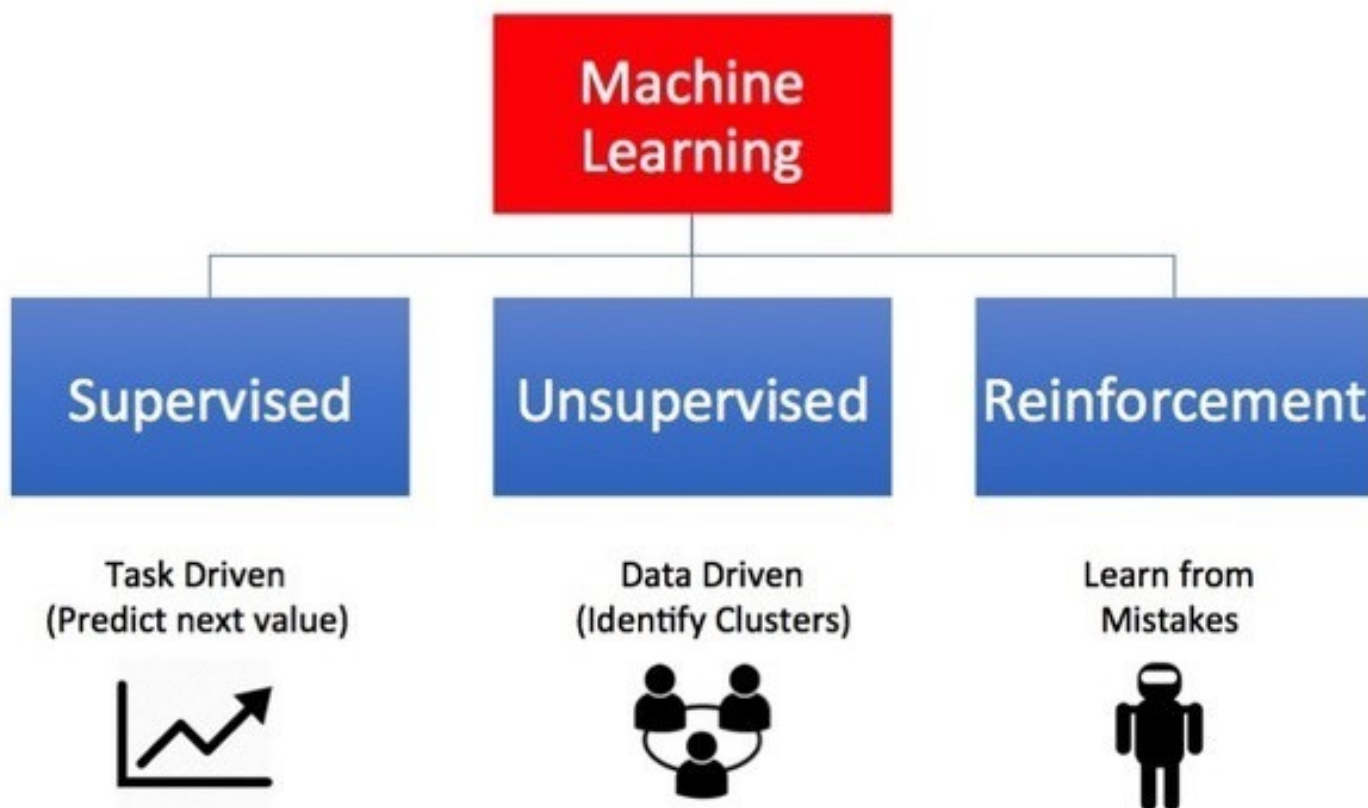 Machine
Learning
Supervised
Unsupervised
Reinforcement
Task Driven
(Predict next value)
Data Driven
(Identify Clusters)
Learn from
Mistakes